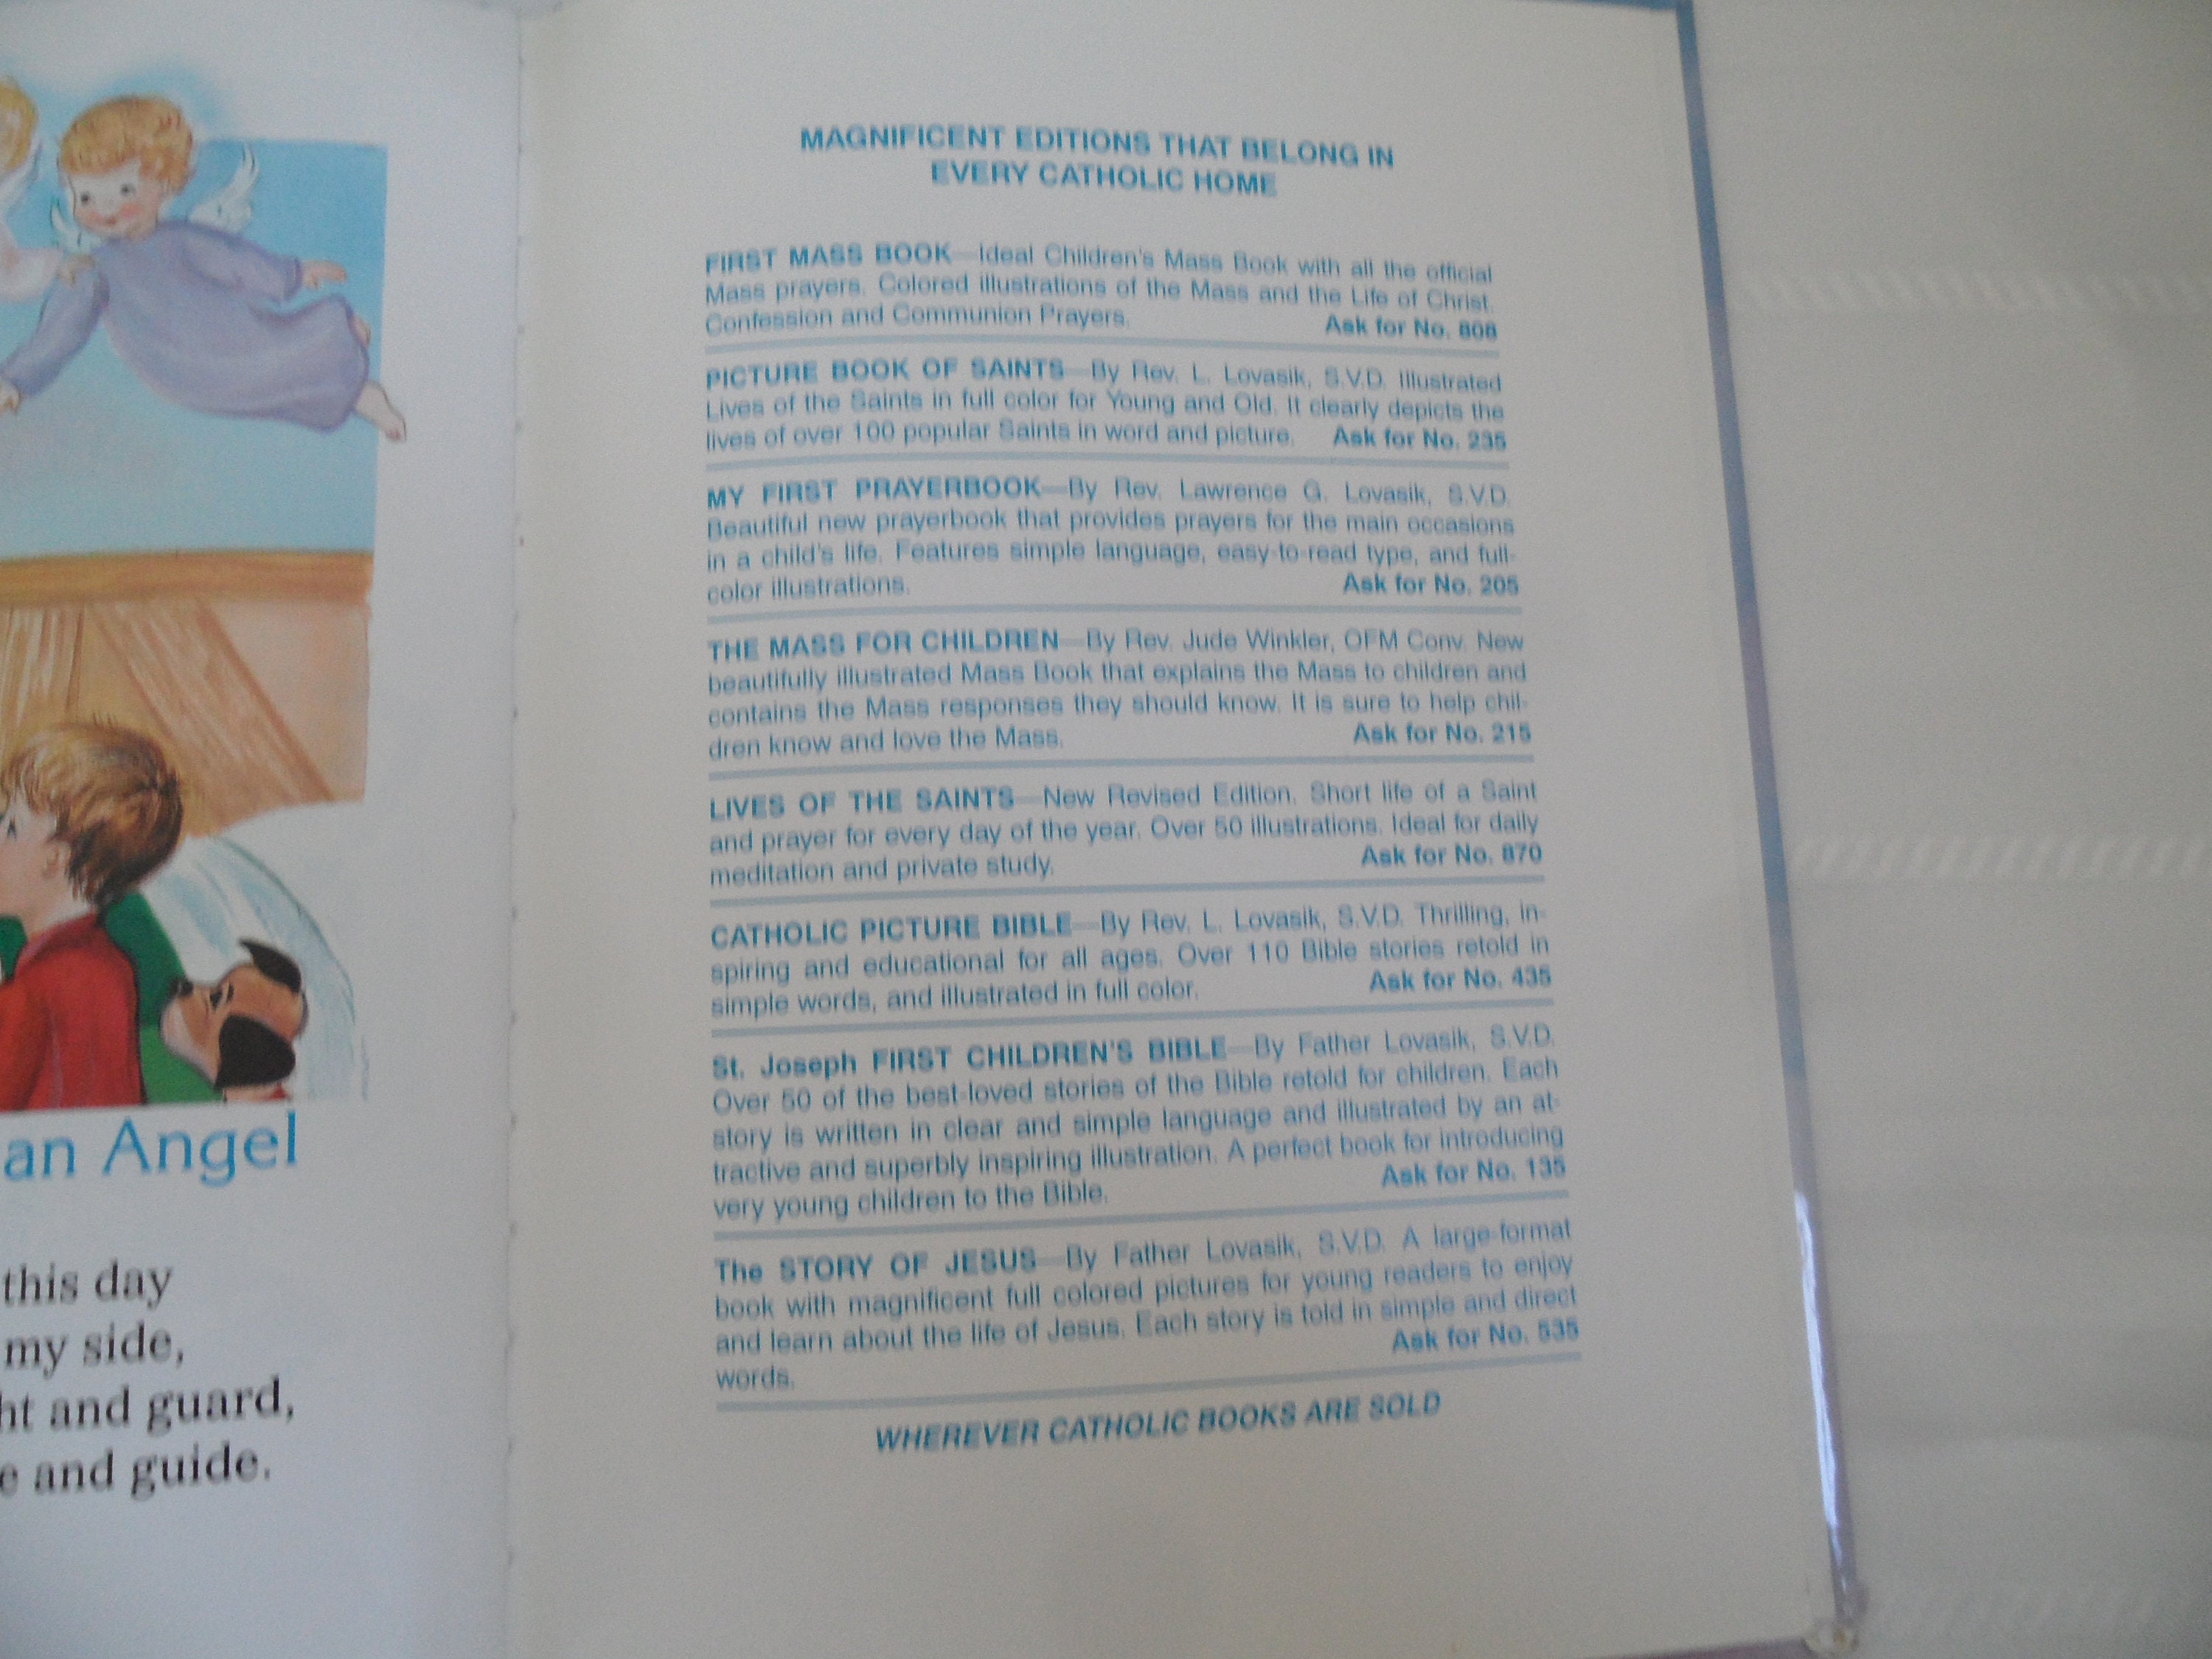 an Angel
this day
my side,
and guard,
and guide.
MAGNIFICENT EDITIONS THAT BELONG IN
EVERY CATHOLIC HOME
FIRST MASS BOOK—Ideal Children's Mass Book with all the official
Mass prayers. Colored illustrations of the Mass and the Life of Christ.
Confession and Communion Prayers. Ask for No. 808
PICTURE BOOK OF SAINTS—By Rev. L. Lovasik, S.V.D. Illustrated
Lives of the Saints in full color for Young and Old. It clearly depicts the
lives of over 100 popular Saints in word and picture. Ask for No. 235
MY FIRST PRAYERBOOK—By Rev. Lawrence G. Lovasik, S.V.D.
Beautiful new prayerbook that provides prayers for the main occasions
in a child's life. Features simple language, easy-to-read type, and full-
color illustrations. Ask for No. 205
THE MASS FOR CHILDREN—By Rev. Jude Winkler, OFM Conv. New
beautifully illustrated Mass Book that explains the Mass to children and
contains the Mass responses they should know. It is sure to help chil-
dren know and love the Mass. Ask for No. 215
LIVES OF THE SAINTS—New Revised Edition. Short life of a Saint
and prayer for every day of the year. Over 50 illustrations. Ideal for daily
meditation and private study. Ask for No. 870
CATHOLIC PICTURE BIBLE—By Rev. L. Lovasik, S.V.D. Thrilling, in-
spiring and educational for all ages. Over 110 Bible stories retold in
simple words, and illustrated in full color. Ask for No. 435
St. Joseph FIRST CHILDREN'S BIBLE—By Father Lovasik, S.V.D.
Over 50 of the best-loved stories of the Bible retold for children. Each
story is written in clear and simple language and illustrated by an at-
tractive and superbly inspiring illustration. A perfect book for introducing
very young children to the Bible. Ask for No. 135
The STORY OF JESUS—By Father Lovasik, S.V.D. A large-format
book with magnificent full colored pictures for young readers to enjoy
and learn about the life of Jesus. Each story is told in simple and direct
words. Ask for No. 535
WHEREVER CATHOLIC BOOKS ARE SOLD